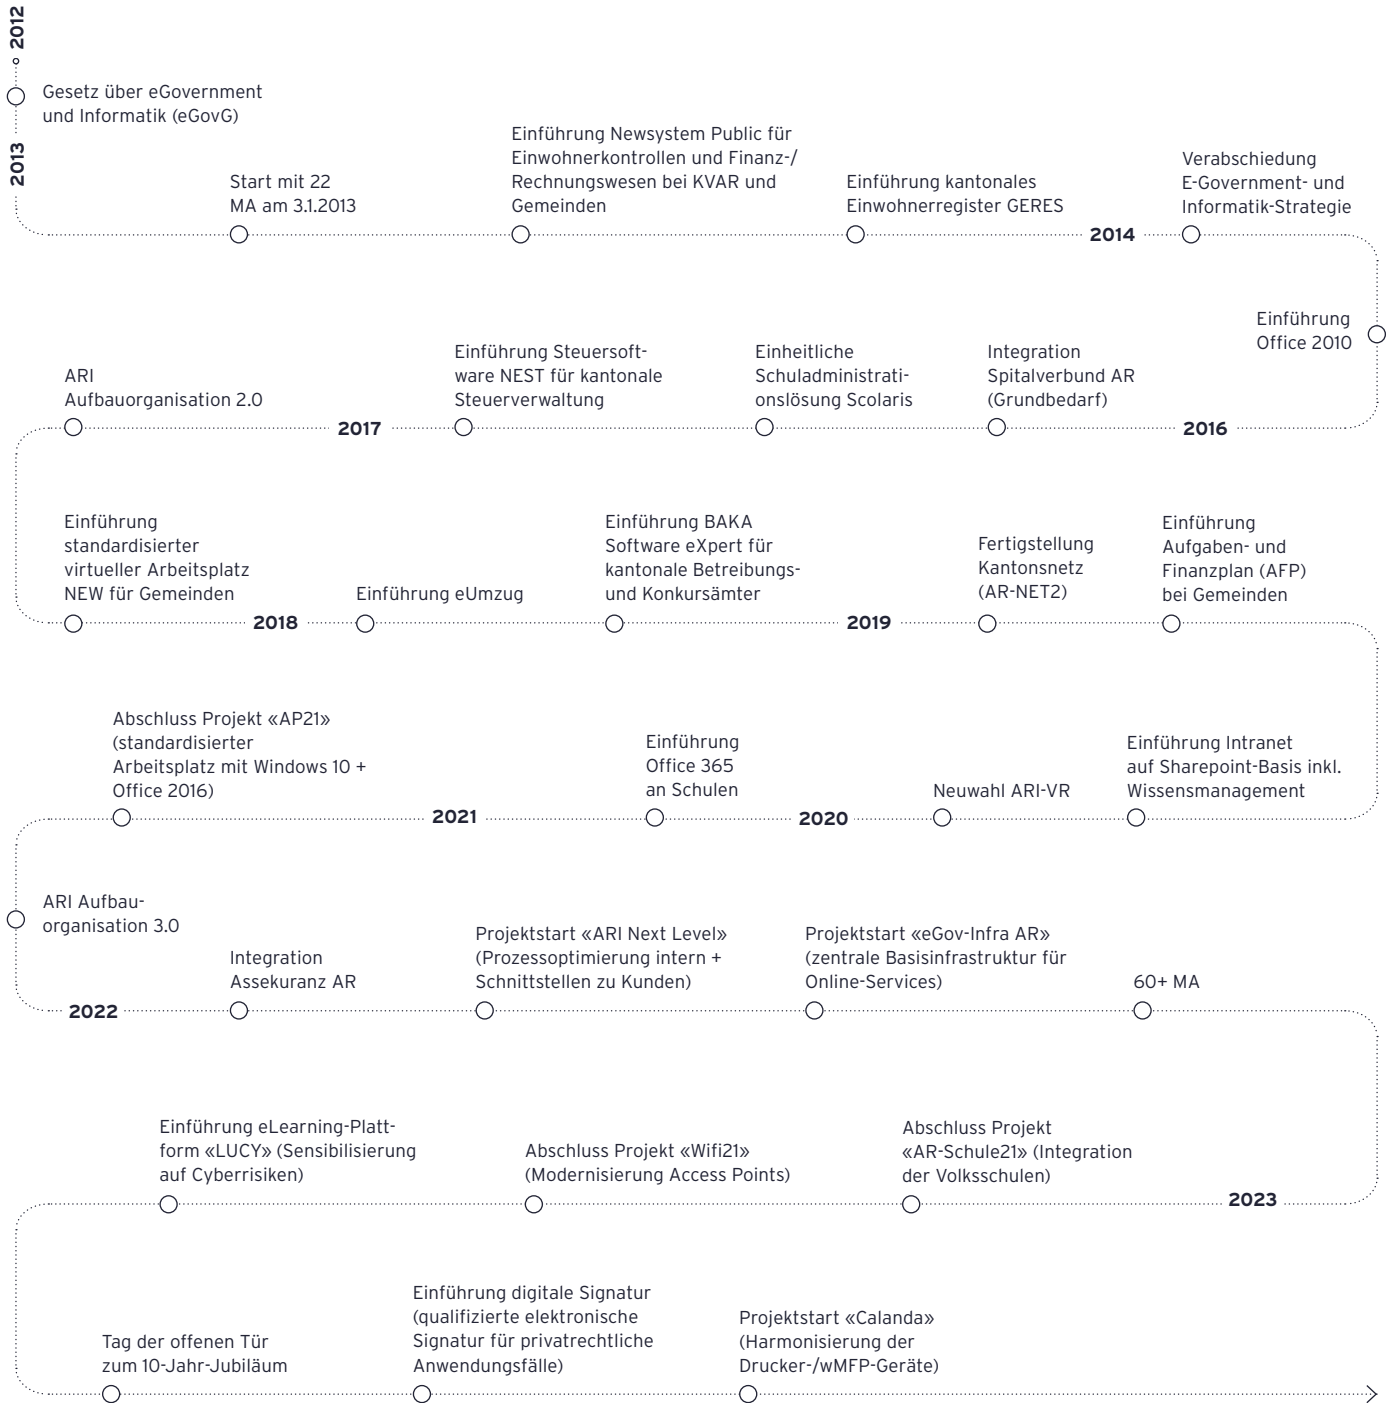 2012
Gesetz über eGovernment
und Informatik (eGovG)
2013
Start mit 22
MA am 3.1.2013
Einführung Newsystem Public für
Einwohnerkontrollen und Finanz-/
Rechnungswesen bei KVAR und
Gemeinden
Einführung kantonales
Einwohnerregister GERES
2014
Verabschiedung
E-Government- und
Informatik-Strategie
Einführung
Office 2010
2016
Integration
Spitalverbund AR
(Grundbedarf)
Einheitliche
Schuladministrati-
onslösung Scolaris
Einführung Steuersoft-
ware NEST für kantonale
Steuerverwaltung
2017
ARI
Aufbauorganisation 2.0
Einführung
standardisierter
virtueller Arbeitsplatz
NEW für Gemeinden
2018
Einführung eUmzug
Einführung BAKA
Software eXpert für
kantonale Betreibungs-
und Konkursämter
2019
Fertigstellung
Kantonsnetz
(AR-NET2)
Einführung
Aufgaben- und
Finanzplan (AFP)
bei Gemeinden
Einführung Intranet
auf Sharepoint-Basis inkl.
Wissensmanagement
Neuwahl ARI-VR
2020
Einführung
Office 365
an Schulen
2021
Abschluss Projekt «AP21»
(standardisierter
Arbeitsplatz mit Windows 10 +
Office 2016)
ARI Aufbau-
organisation 3.0
2022
Integration
Assekuranz AR
Projektstart «ARI Next Level»
(Prozessoptimierung intern +
Schnittstellen zu Kunden)
Projektstart «eGov-Infra AR»
(zentrale Basisinfrastruktur für
Online-Services)
60+ MA
2023
Abschluss Projekt
«AR-Schule21» (Integration
der Volksschulen)
Abschluss Projekt «Wifi21»
(Modernisierung Access Points)
Einführung eLearning-Platt-
form «LUCY» (Sensibilisierung
auf Cyberrisiken)
Tag der offenen Tür
zum 10-Jahr-Jubiläum
Einführung digitale Signatur
(qualifizierte elektronische
Signatur für privatrechtliche
Anwendungsfälle)
Projektstart «Calanda»
(Harmonisierung der
Drucker-/wMFP-Geräte)